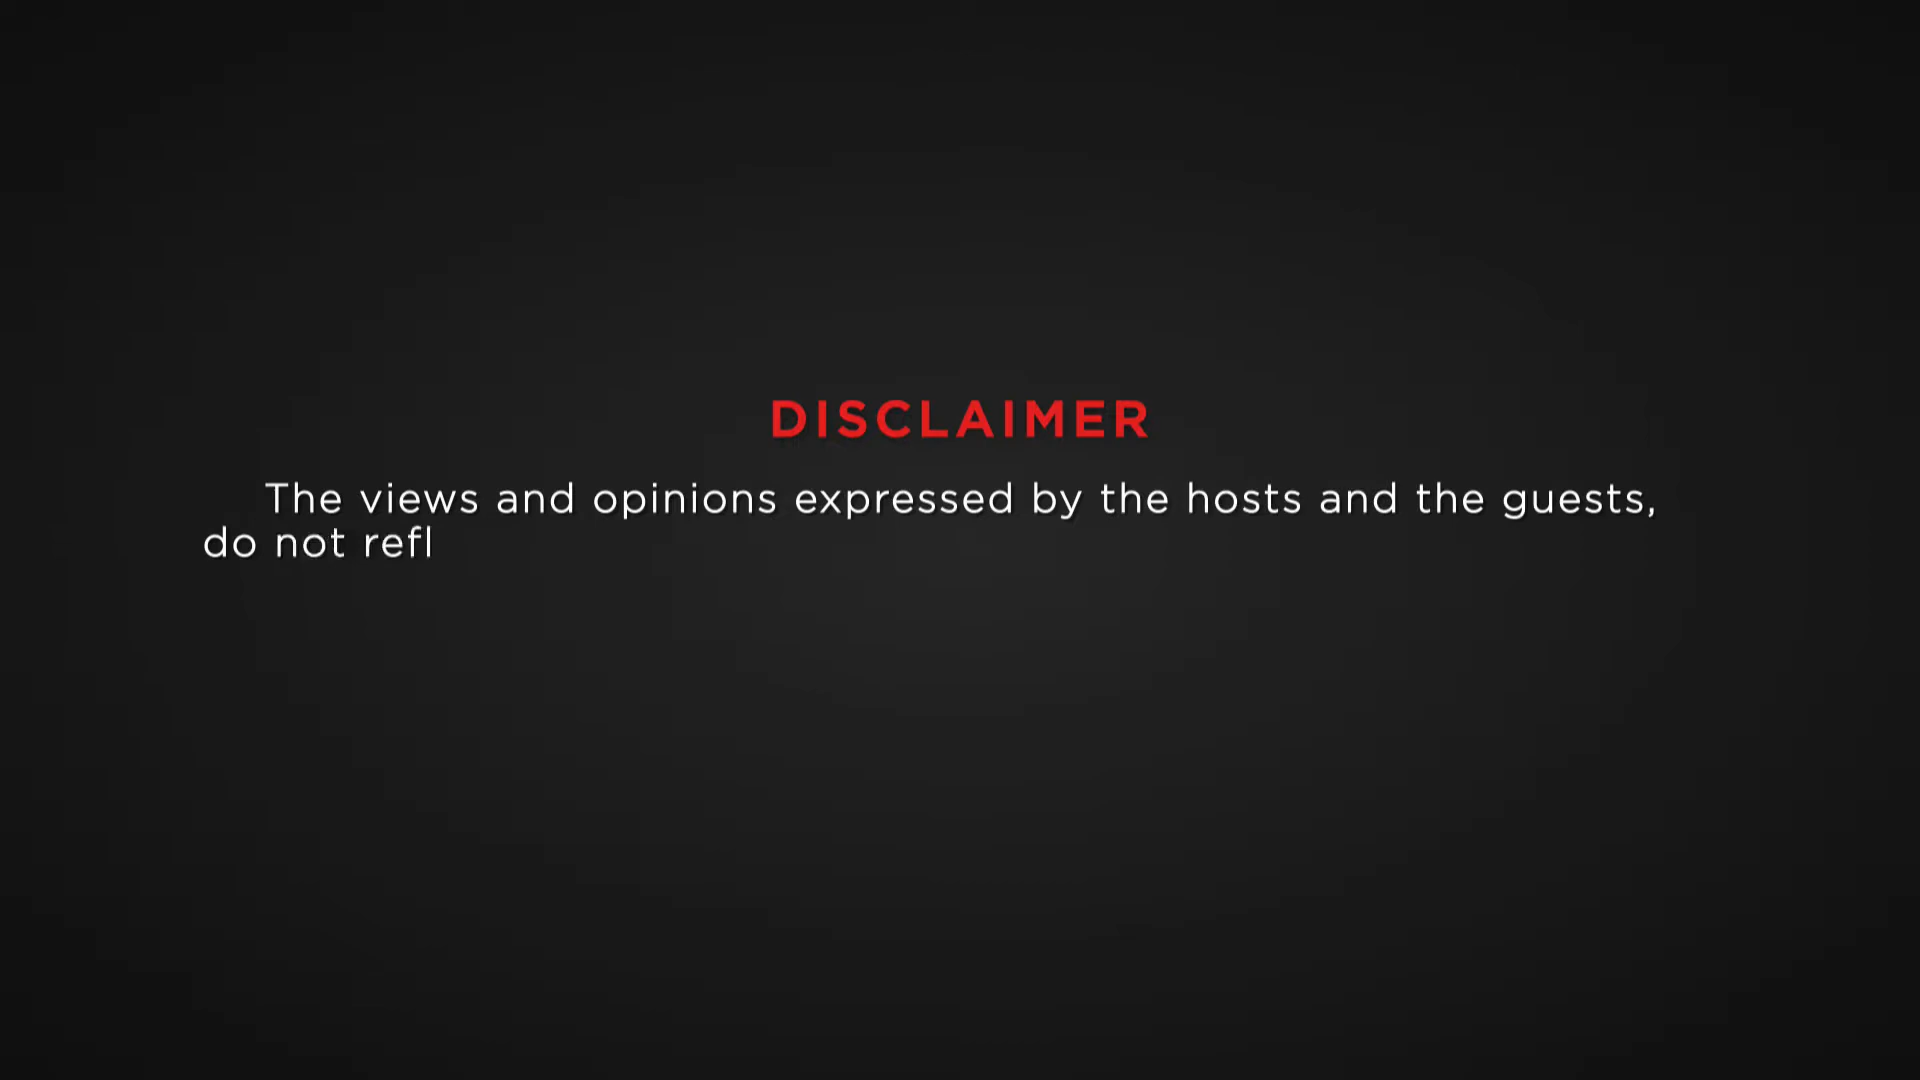 DISCLAIMER
The views and opinions expressed by the hosts and the guests,
do not refl